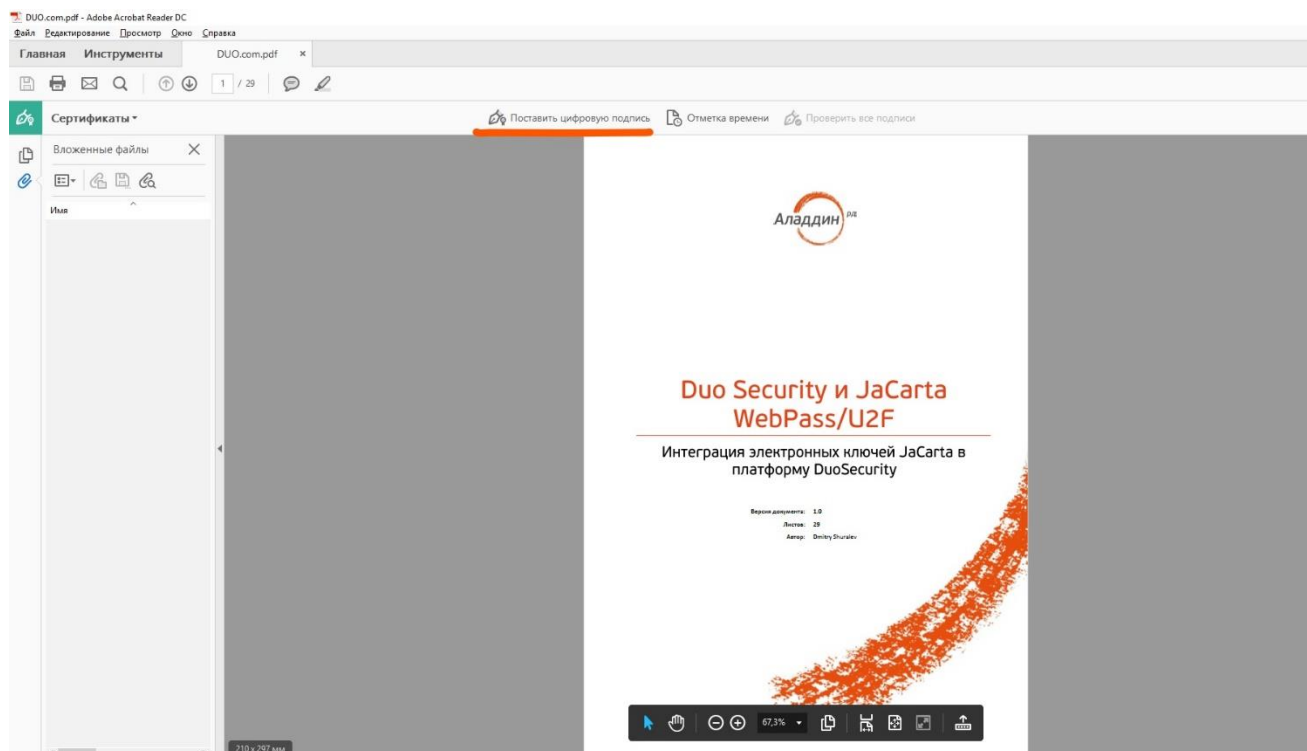 DUO.com.pdf - Adobe Acrobat Reader DC
Файл Редактирование Просмотр Окно Справка
Главная Инструменты DUO.com.pdf ×
1 / 29
Сертификаты Поставить цифровую подпись Отметка времени Проверить все подписи
Вложенные файлы
Имя
Аладдин РД
Duo Security и JaCarta
WebPass/U2F
Интеграция электронных ключей JaCarta в
платформу DuoSecurity
Версия документа: 1.0
Листов: 29
Автор: Dmitry Shuralev
67,3%
210 x 297 мм